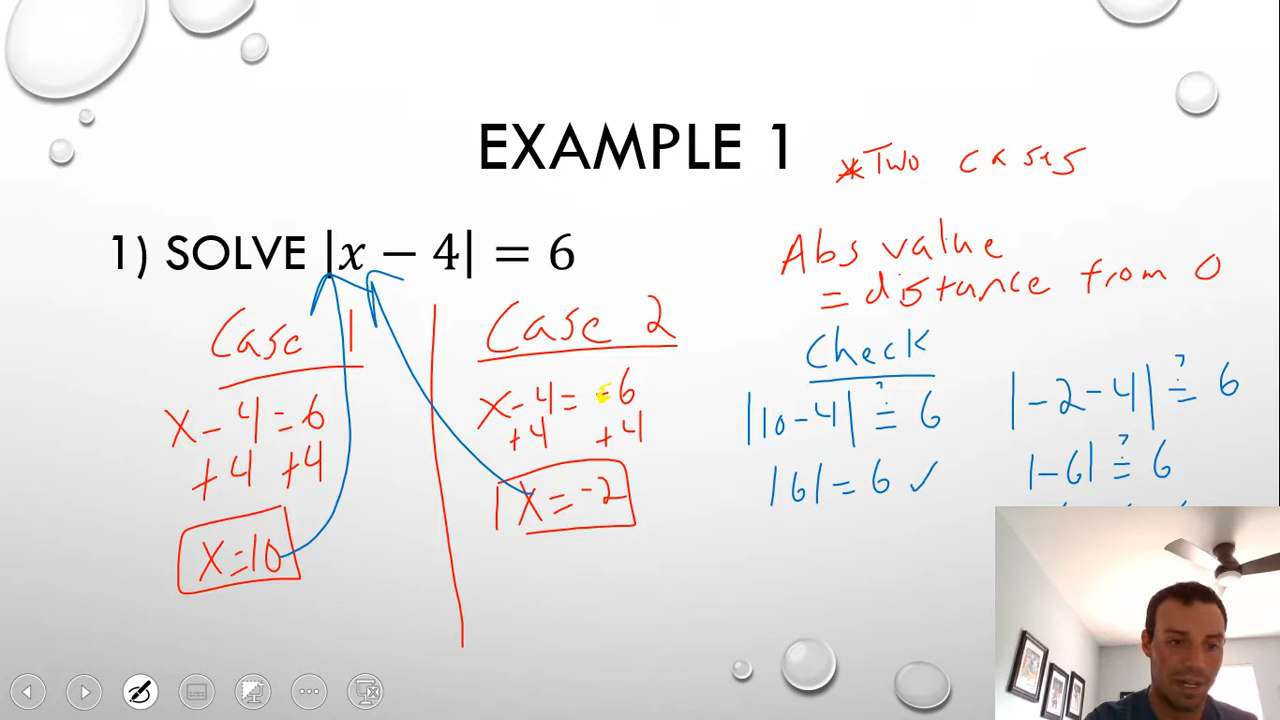 EXAMPLE 1
*Two cases
1) SOLVE |x − 4| = 6
Abs value
= distance from 0
Case 1
x-4=6
+4 +4
x=10
Case 2
x-4= -6
+4 +4
x=-2
Check
|10-4| ≟ 6
|6| = 6 ✓
|-2-4| ≟ 6
|-6| ≟ 6